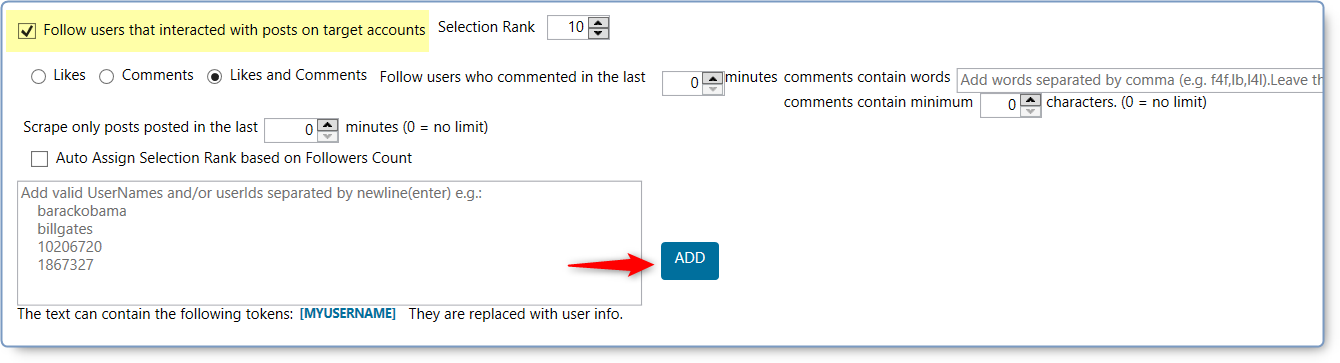 Follow users that interacted with posts on target accounts Selection Rank 10
Likes Comments Likes and Comments Follow users who commented in the last 0 minutes comments contain words Add words separated by comma (e.g. f4f,lb,l4l).Leave th
comments contain minimum 0 characters. (0 = no limit)
Scrape only posts posted in the last 0 minutes (0 = no limit)
Auto Assign Selection Rank based on Followers Count
Add valid UserNames and/or userIds separated by newline(enter) e.g.:
barackobama
billgates
10206720
1867327
ADD
The text can contain the following tokens: [MYUSERNAME] They are replaced with user info.